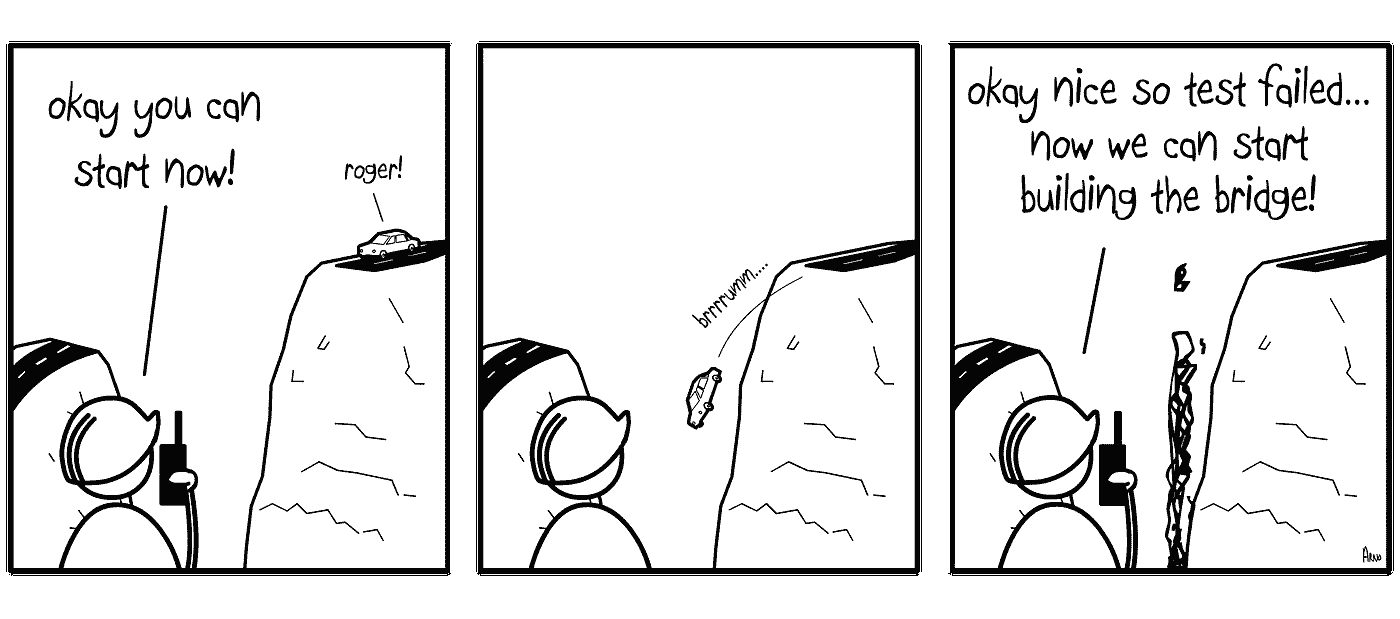 okay you can
start now!
roger!
brrrrumm....
okay nice so test failed...
now we can start
building the bridge!
Arno